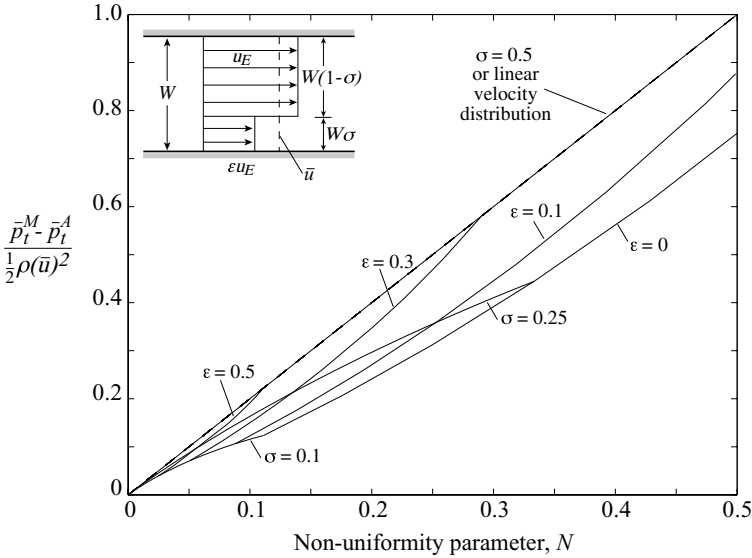 1.0
0.8
0.6
0.4
0.2
0
0
0.1
0.2
0.3
0.4
0.5
Non-uniformity parameter, N
p̄ₜᴹ - p̄ₜᴬ
½ρ(ū)²
W
u_E
εu_E
ū
W(1-σ)
Wσ
σ = 0.5
or linear
velocity
distribution
ε = 0.1
ε = 0
ε = 0.3
σ = 0.25
ε = 0.5
σ = 0.1